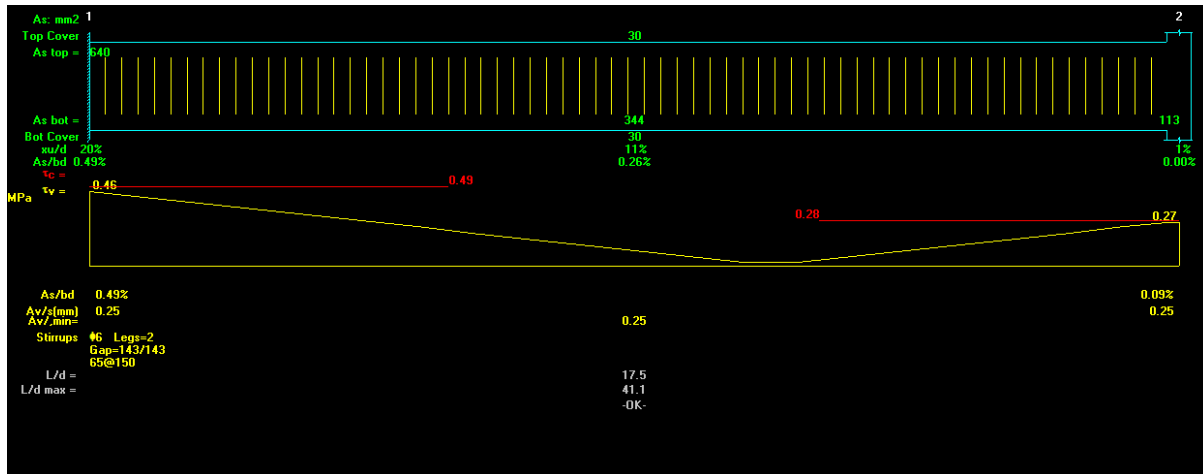 As: mm2 1 2
Top Cover 30
As top = 640
As bot = 344 113
Bot Cover 30
xu/d 20% 11% 1%
As/bd 0.49% 0.26% 0.00%
τc = 0.49 0.28
MPa τv = 0.46 0.27
As/bd 0.49% 0.09%
Av/s(mm) 0.25 0.25
Av/,min= 0.25
Stirrups ϕ6 Legs=2
Gap=143/143
65@150
L/d = 17.5
L/d max = 41.1
-OK-